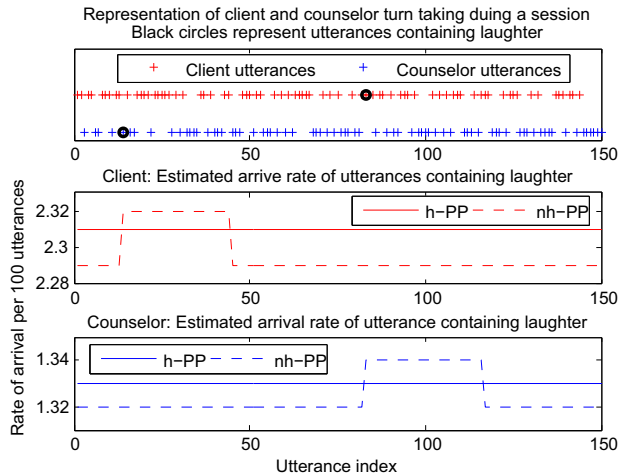 Representation of client and counselor turn taking duing a session
Black circles represent utterances containing laughter
Client utterances Counselor utterances
0 50 100 150
Client: Estimated arrive rate of utterances containing laughter
h−PP nh−PP
2.32
2.3
2.28
0 50 100 150
Counselor: Estimated arrival rate of utterance containing laughter
h−PP nh−PP
1.34
1.32
0 50 100 150
Utterance index
Rate of arrival per 100 utterances